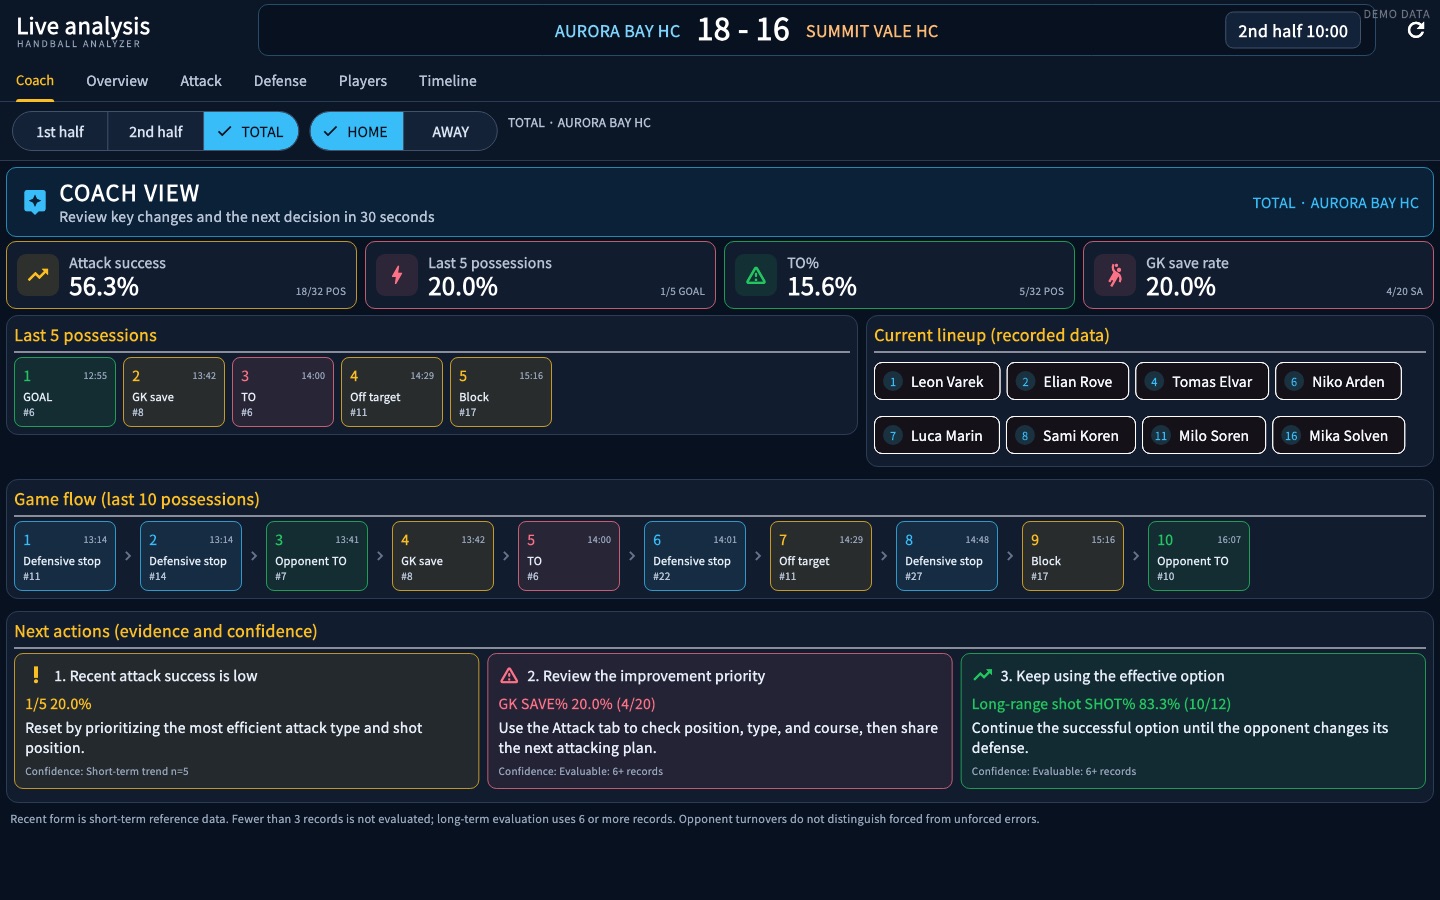 Live analysis
HANDBALL ANALYZER
AURORA BAY HC 18 - 16 SUMMIT VALE HC
2nd half 10:00
DEMO DATA
Coach Overview Attack Defense Players Timeline
1st half 2nd half TOTAL HOME AWAY TOTAL · AURORA BAY HC
COACH VIEW
Review key changes and the next decision in 30 seconds
TOTAL · AURORA BAY HC
Attack success
56.3%
18/32 POS
Last 5 possessions
20.0%
1/5 GOAL
TO%
15.6%
5/32 POS
GK save rate
20.0%
4/20 SA
Last 5 possessions
1 12:55
GOAL
#6
2 13:42
GK save
#8
3 14:00
TO
#6
4 14:29
Off target
#11
5 15:16
Block
#17
Current lineup (recorded data)
1 Leon Varek
2 Elian Rove
4 Tomas Elvar
6 Niko Arden
7 Luca Marin
8 Sami Koren
11 Milo Soren
16 Mika Solven
Game flow (last 10 possessions)
1 13:14
Defensive stop
#11
2 13:14
Defensive stop
#14
3 13:41
Opponent TO
#7
4 13:42
GK save
#8
5 14:00
TO
#6
6 14:01
Defensive stop
#22
7 14:29
Off target
#11
8 14:48
Defensive stop
#27
9 15:16
Block
#17
10 16:07
Opponent TO
#10
Next actions (evidence and confidence)
1. Recent attack success is low
1/5 20.0%
Reset by prioritizing the most efficient attack type and shot
position.
Confidence: Short-term trend n=5
2. Review the improvement priority
GK SAVE% 20.0% (4/20)
Use the Attack tab to check position, type, and course, then share
the next attacking plan.
Confidence: Evaluable: 6+ records
3. Keep using the effective option
Long-range shot SHOT% 83.3% (10/12)
Continue the successful option until the opponent changes its
defense.
Confidence: Evaluable: 6+ records
Recent form is short-term reference data. Fewer than 3 records is not evaluated; long-term evaluation uses 6 or more records. Opponent turnovers do not distinguish forced from unforced errors.